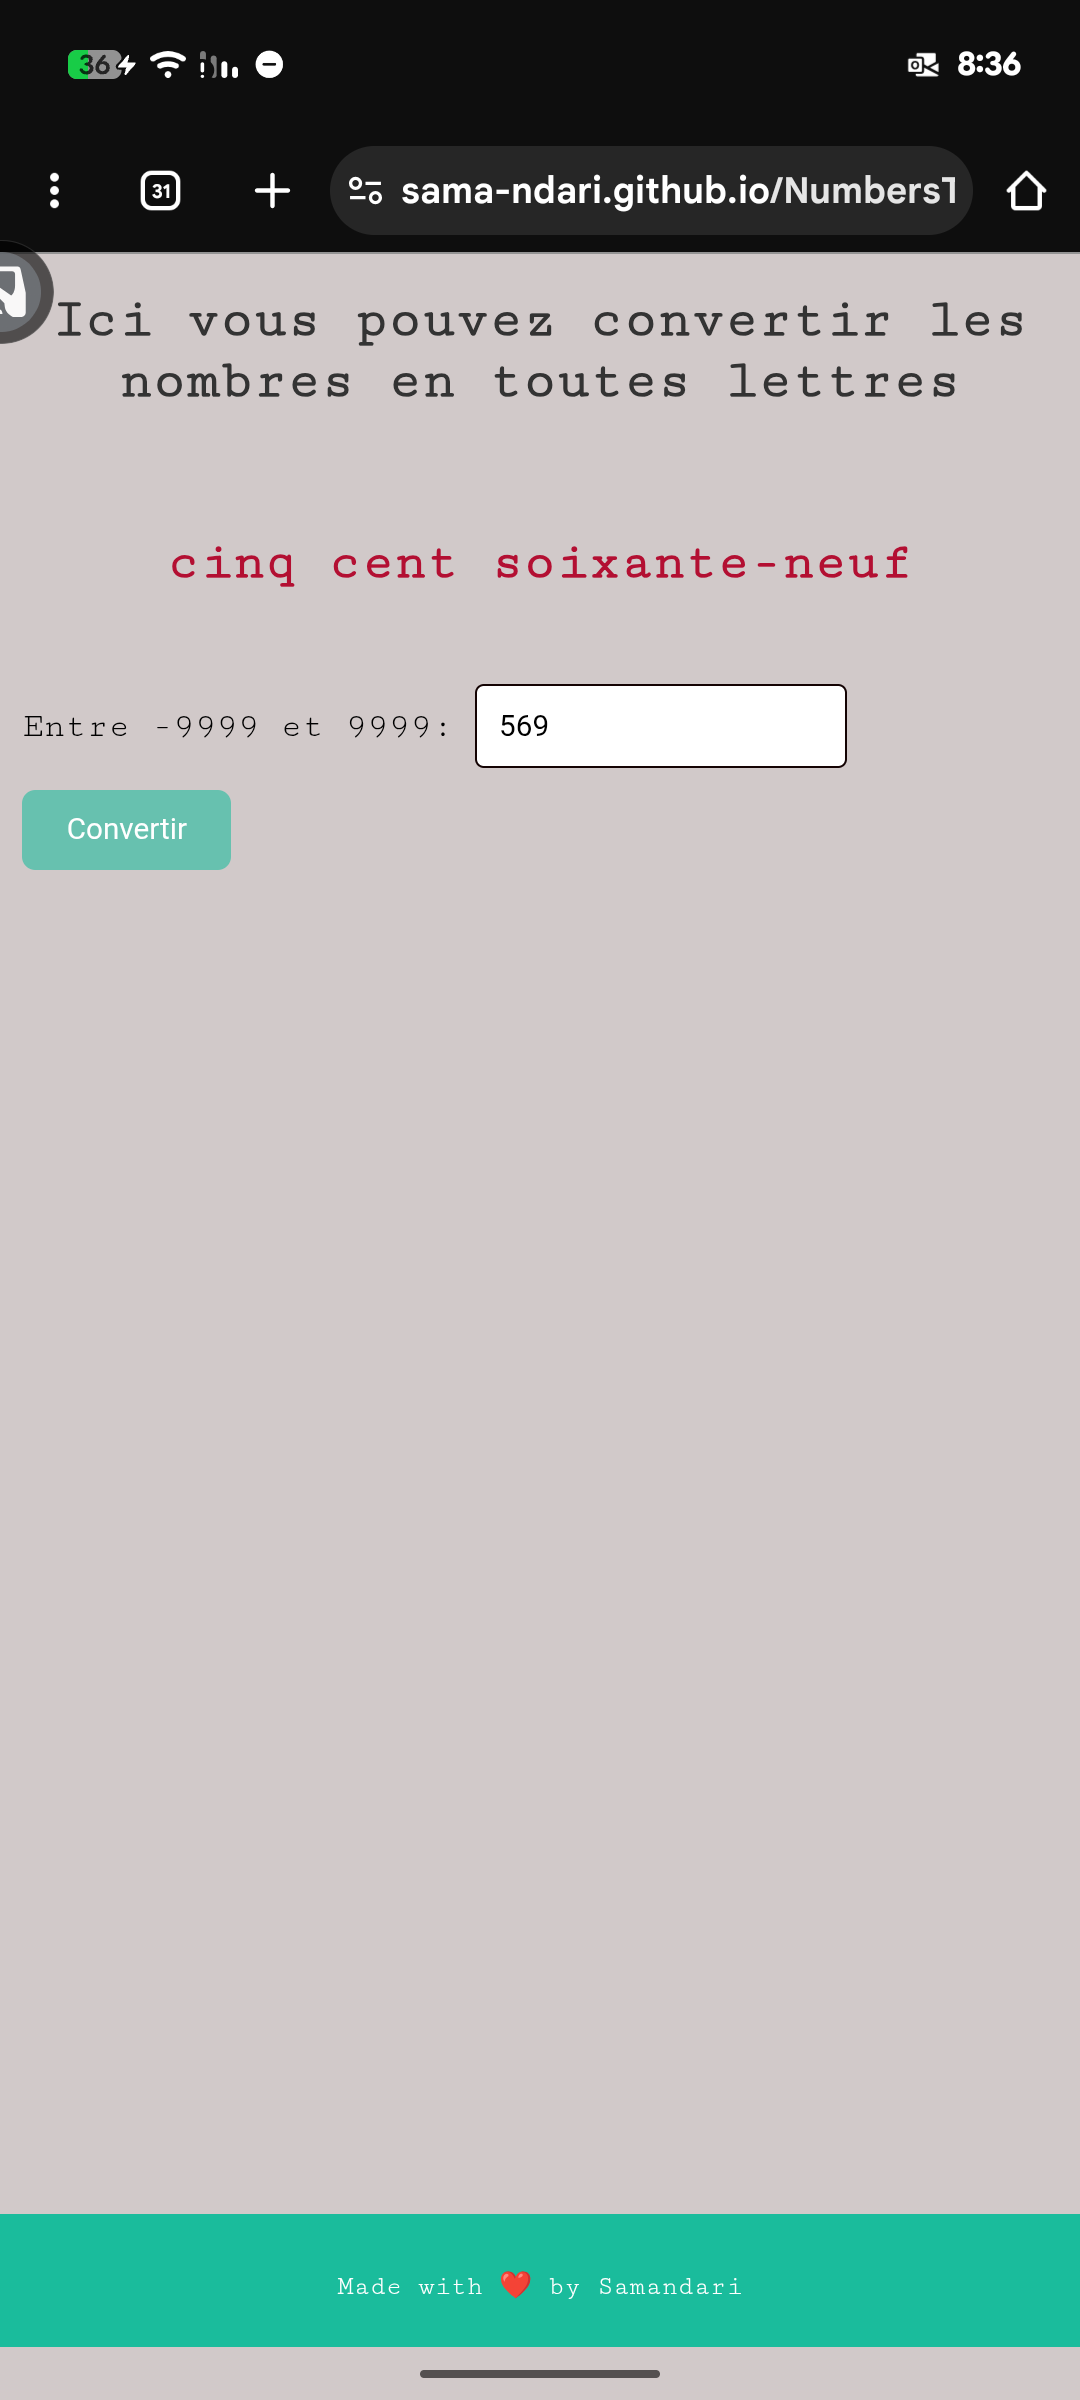 36
8:36
31
sama-ndari.github.io/Numbers
Ici vous pouvez convertir les
nombres en toutes lettres
cinq cent soixante-neuf
Entre -9999 et 9999: 569
Convertir
Made with ❤️ by Samandari